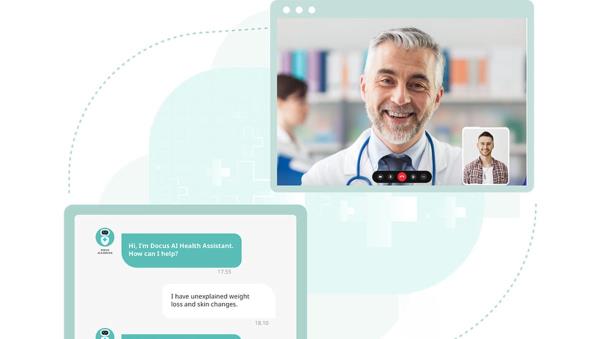 Hi, I'm Docus AI Health Assistant.
How can I help?
17.55
I have unexplained weight
loss and skin changes.
18.10